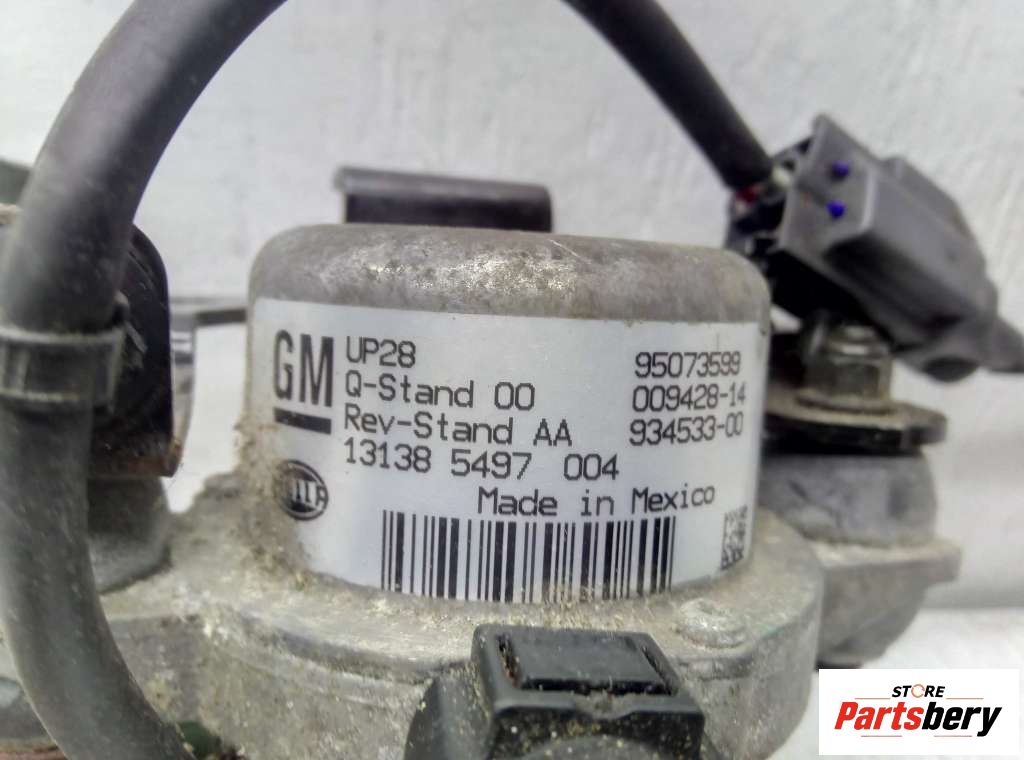 GM
UP28 95073599
Q-Stand 00 009428-14
Rev-Stand AA 934533-00
13138 5497 004
Made in Mexico
STORE
Partsbery